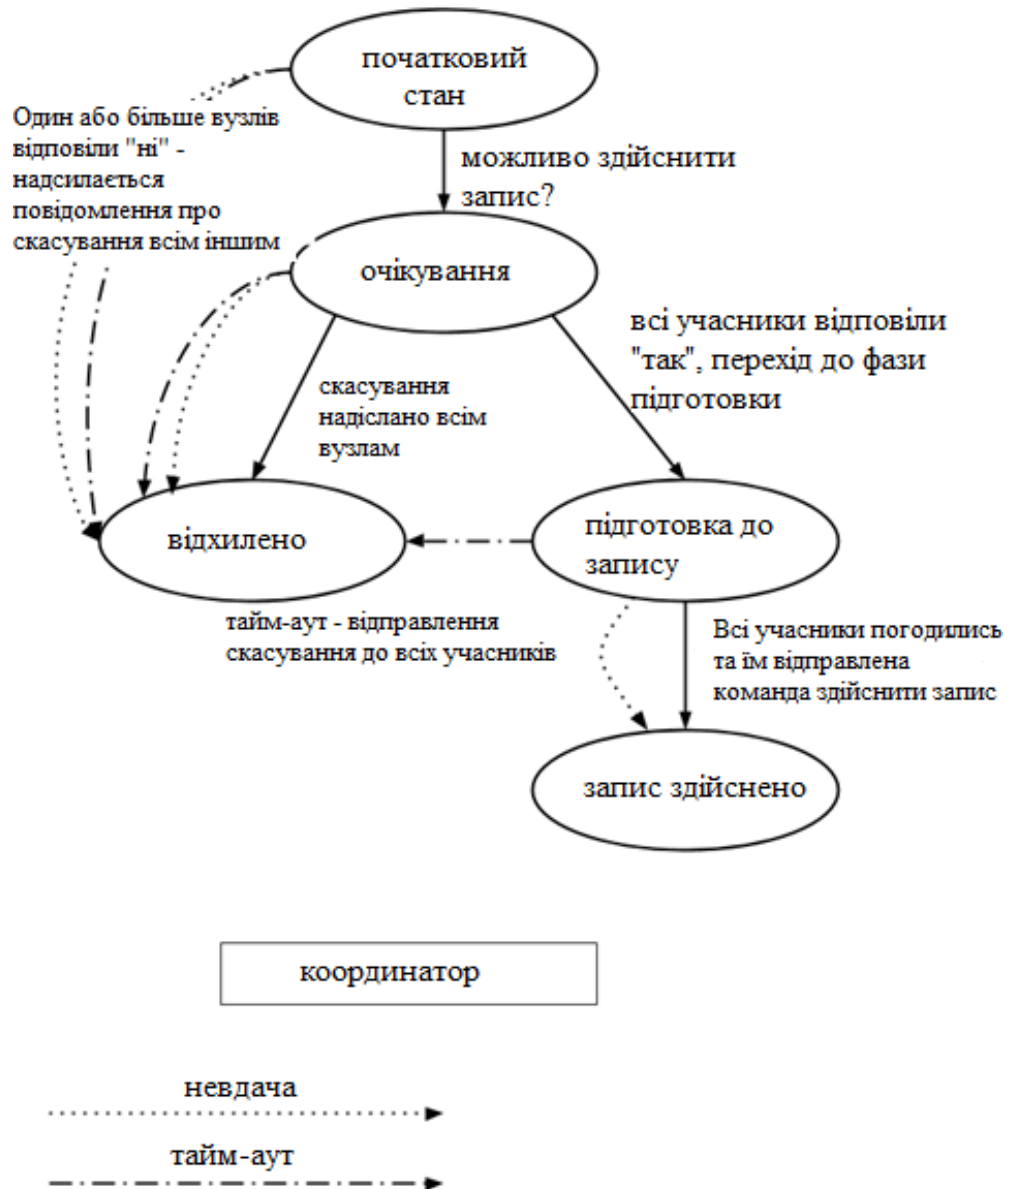 початковий
стан
Один або більше вузлів
відповіли "ні" -
надсилається
повідомлення про
скасування всім іншим
можливо здійснити
запис?
очікування
всі учасники відповіли
"так", перехід до фази
підготовки
скасування
надіслано всім
вузлам
відхилено
підготовка до
запису
тайм-аут - відправлення
скасування до всіх учасників
Всі учасники погодились
та їм відправлена
команда здійснити запис
запис здійснено
координатор
невдача
тайм-аут